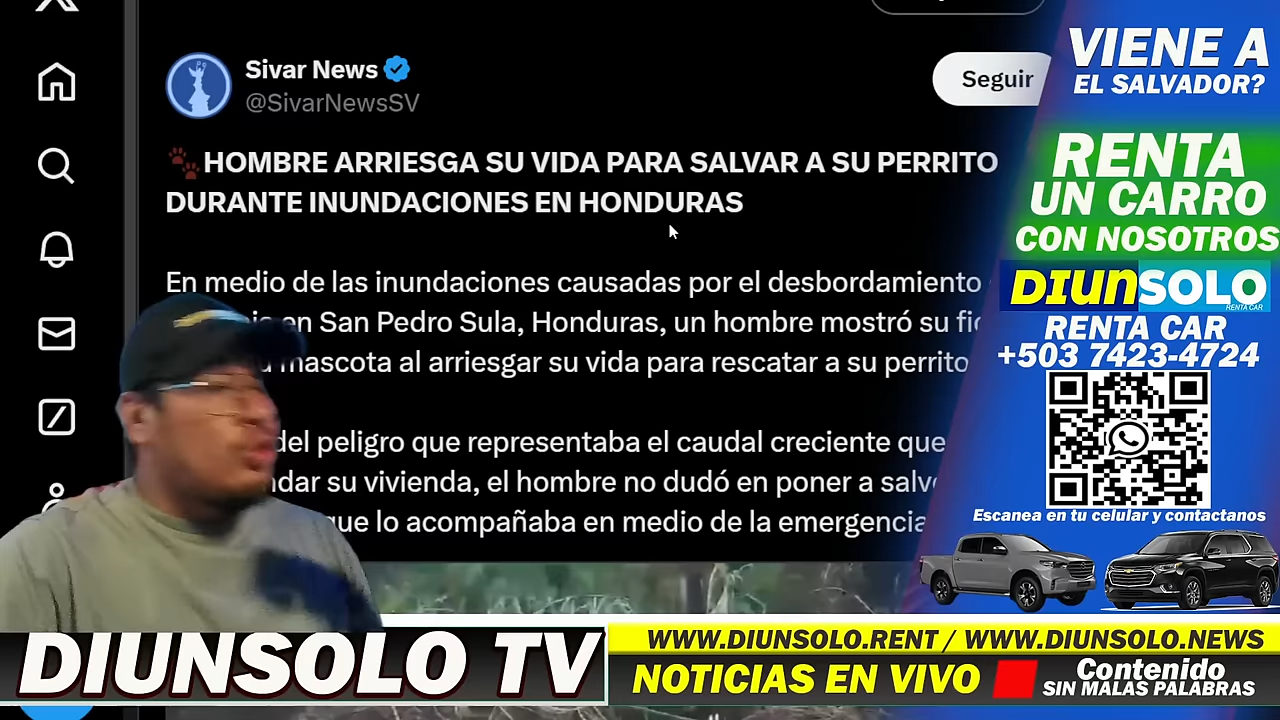 Sivar News
@SivarNewsSV
Seguir
HOMBRE ARRIESGA SU VIDA PARA SALVAR A SU PERRITO
DURANTE INUNDACIONES EN HONDURAS
En medio de las inundaciones causadas por el desbordamiento
en San Pedro Sula, Honduras, un hombre mostró su
mascota al arriesgar su vida para rescatar a su perrito
del peligro que representaba el caudal creciente que
su vivienda, el hombre no dudó en poner a
que lo acompañaba en medio de la emergencia
VIENE A
EL SALVADOR?
RENTA
UN CARRO
CON NOSOTROS
DIUNSOLO
RENTA CAR
RENTA CAR
+503 7423-4724
Escanea en tu celular y contactanos
DIUNSOLO TV
WWW.DIUNSOLO.RENT / WWW.DIUNSOLO.NEWS
NOTICIAS EN VIVO
Contenido
SIN MALAS PALABRAS